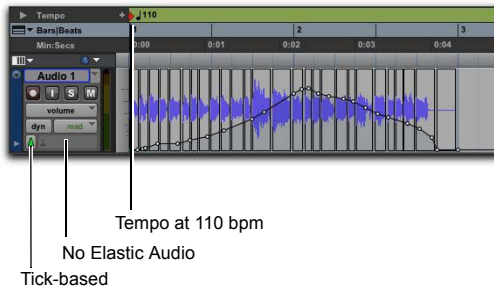 Tempo + 110
Bars|Beats 1 2 3
Min:Secs 0:00 0:01 0:02 0:03 0:04
Audio 1
I S M
volume
dyn read
Tempo at 110 bpm
No Elastic Audio
Tick-based